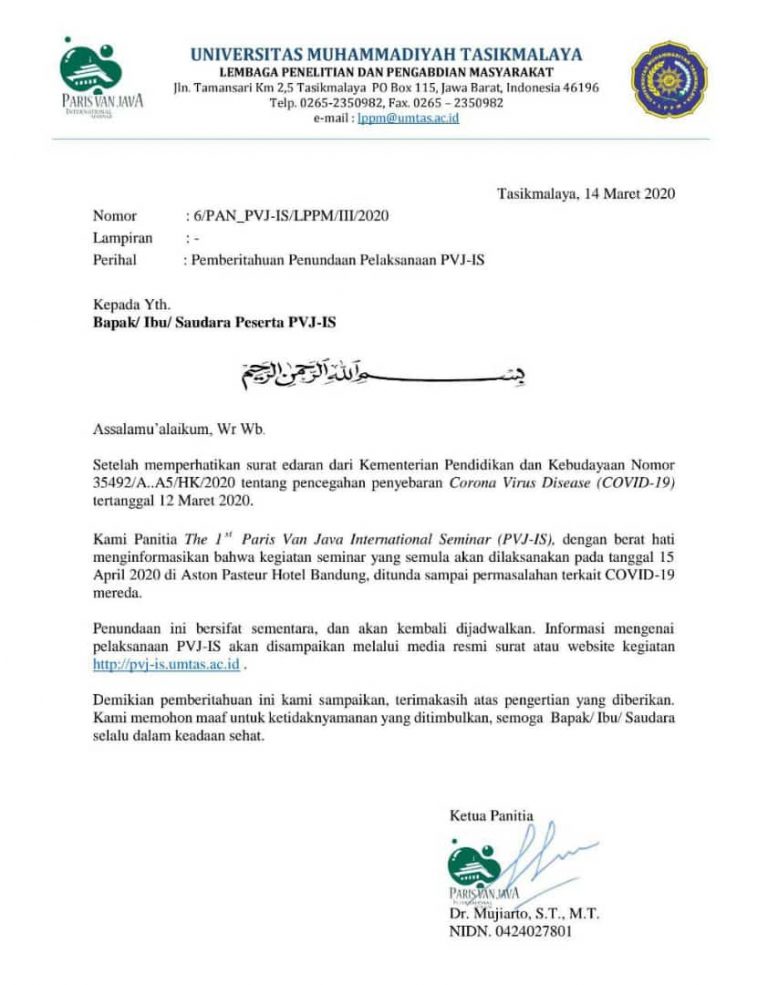 PARIS VAN JAVA
INTERNATIONAL SEMINAR
UNIVERSITAS MUHAMMADIYAH TASIKMALAYA
LEMBAGA PENELITIAN DAN PENGABDIAN MASYARAKAT
Jln. Tamansari Km 2,5 Tasikmalaya PO Box 115, Jawa Barat, Indonesia 46196
Telp. 0265-2350982, Fax. 0265 – 2350982
e-mail : lppm@umtas.ac.id
Tasikmalaya, 14 Maret 2020
Nomor : 6/PAN_PVJ-IS/LPPM/III/2020
Lampiran : -
Perihal : Pemberitahuan Penundaan Pelaksanaan PVJ-IS
Kepada Yth.
Bapak/ Ibu/ Saudara Peserta PVJ-IS
بِسْمِ اللهِ الرَّحْمٰنِ الرَّحِيْمِ
Assalamu’alaikum, Wr Wb.
Setelah memperhatikan surat edaran dari Kementerian Pendidikan dan Kebudayaan Nomor
35492/A..A5/HK/2020 tentang pencegahan penyebaran Corona Virus Disease (COVID-19)
tertanggal 12 Maret 2020.
Kami Panitia The 1st Paris Van Java International Seminar (PVJ-IS), dengan berat hati
menginformasikan bahwa kegiatan seminar yang semula akan dilaksanakan pada tanggal 15
April 2020 di Aston Pasteur Hotel Bandung, ditunda sampai permasalahan terkait COVID-19
mereda.
Penundaan ini bersifat sementara, dan akan kembali dijadwalkan. Informasi mengenai
pelaksanaan PVJ-IS akan disampaikan melalui media resmi surat atau website kegiatan
http://pvj-is.umtas.ac.id .
Demikian pemberitahuan ini kami sampaikan, terimakasih atas pengertian yang diberikan.
Kami memohon maaf untuk ketidaknyamanan yang ditimbulkan, semoga Bapak/ Ibu/ Saudara
selalu dalam keadaan sehat.
Ketua Panitia
PARIS VAN JAVA
Dr. Mujiarto, S.T., M.T.
NIDN. 0424027801